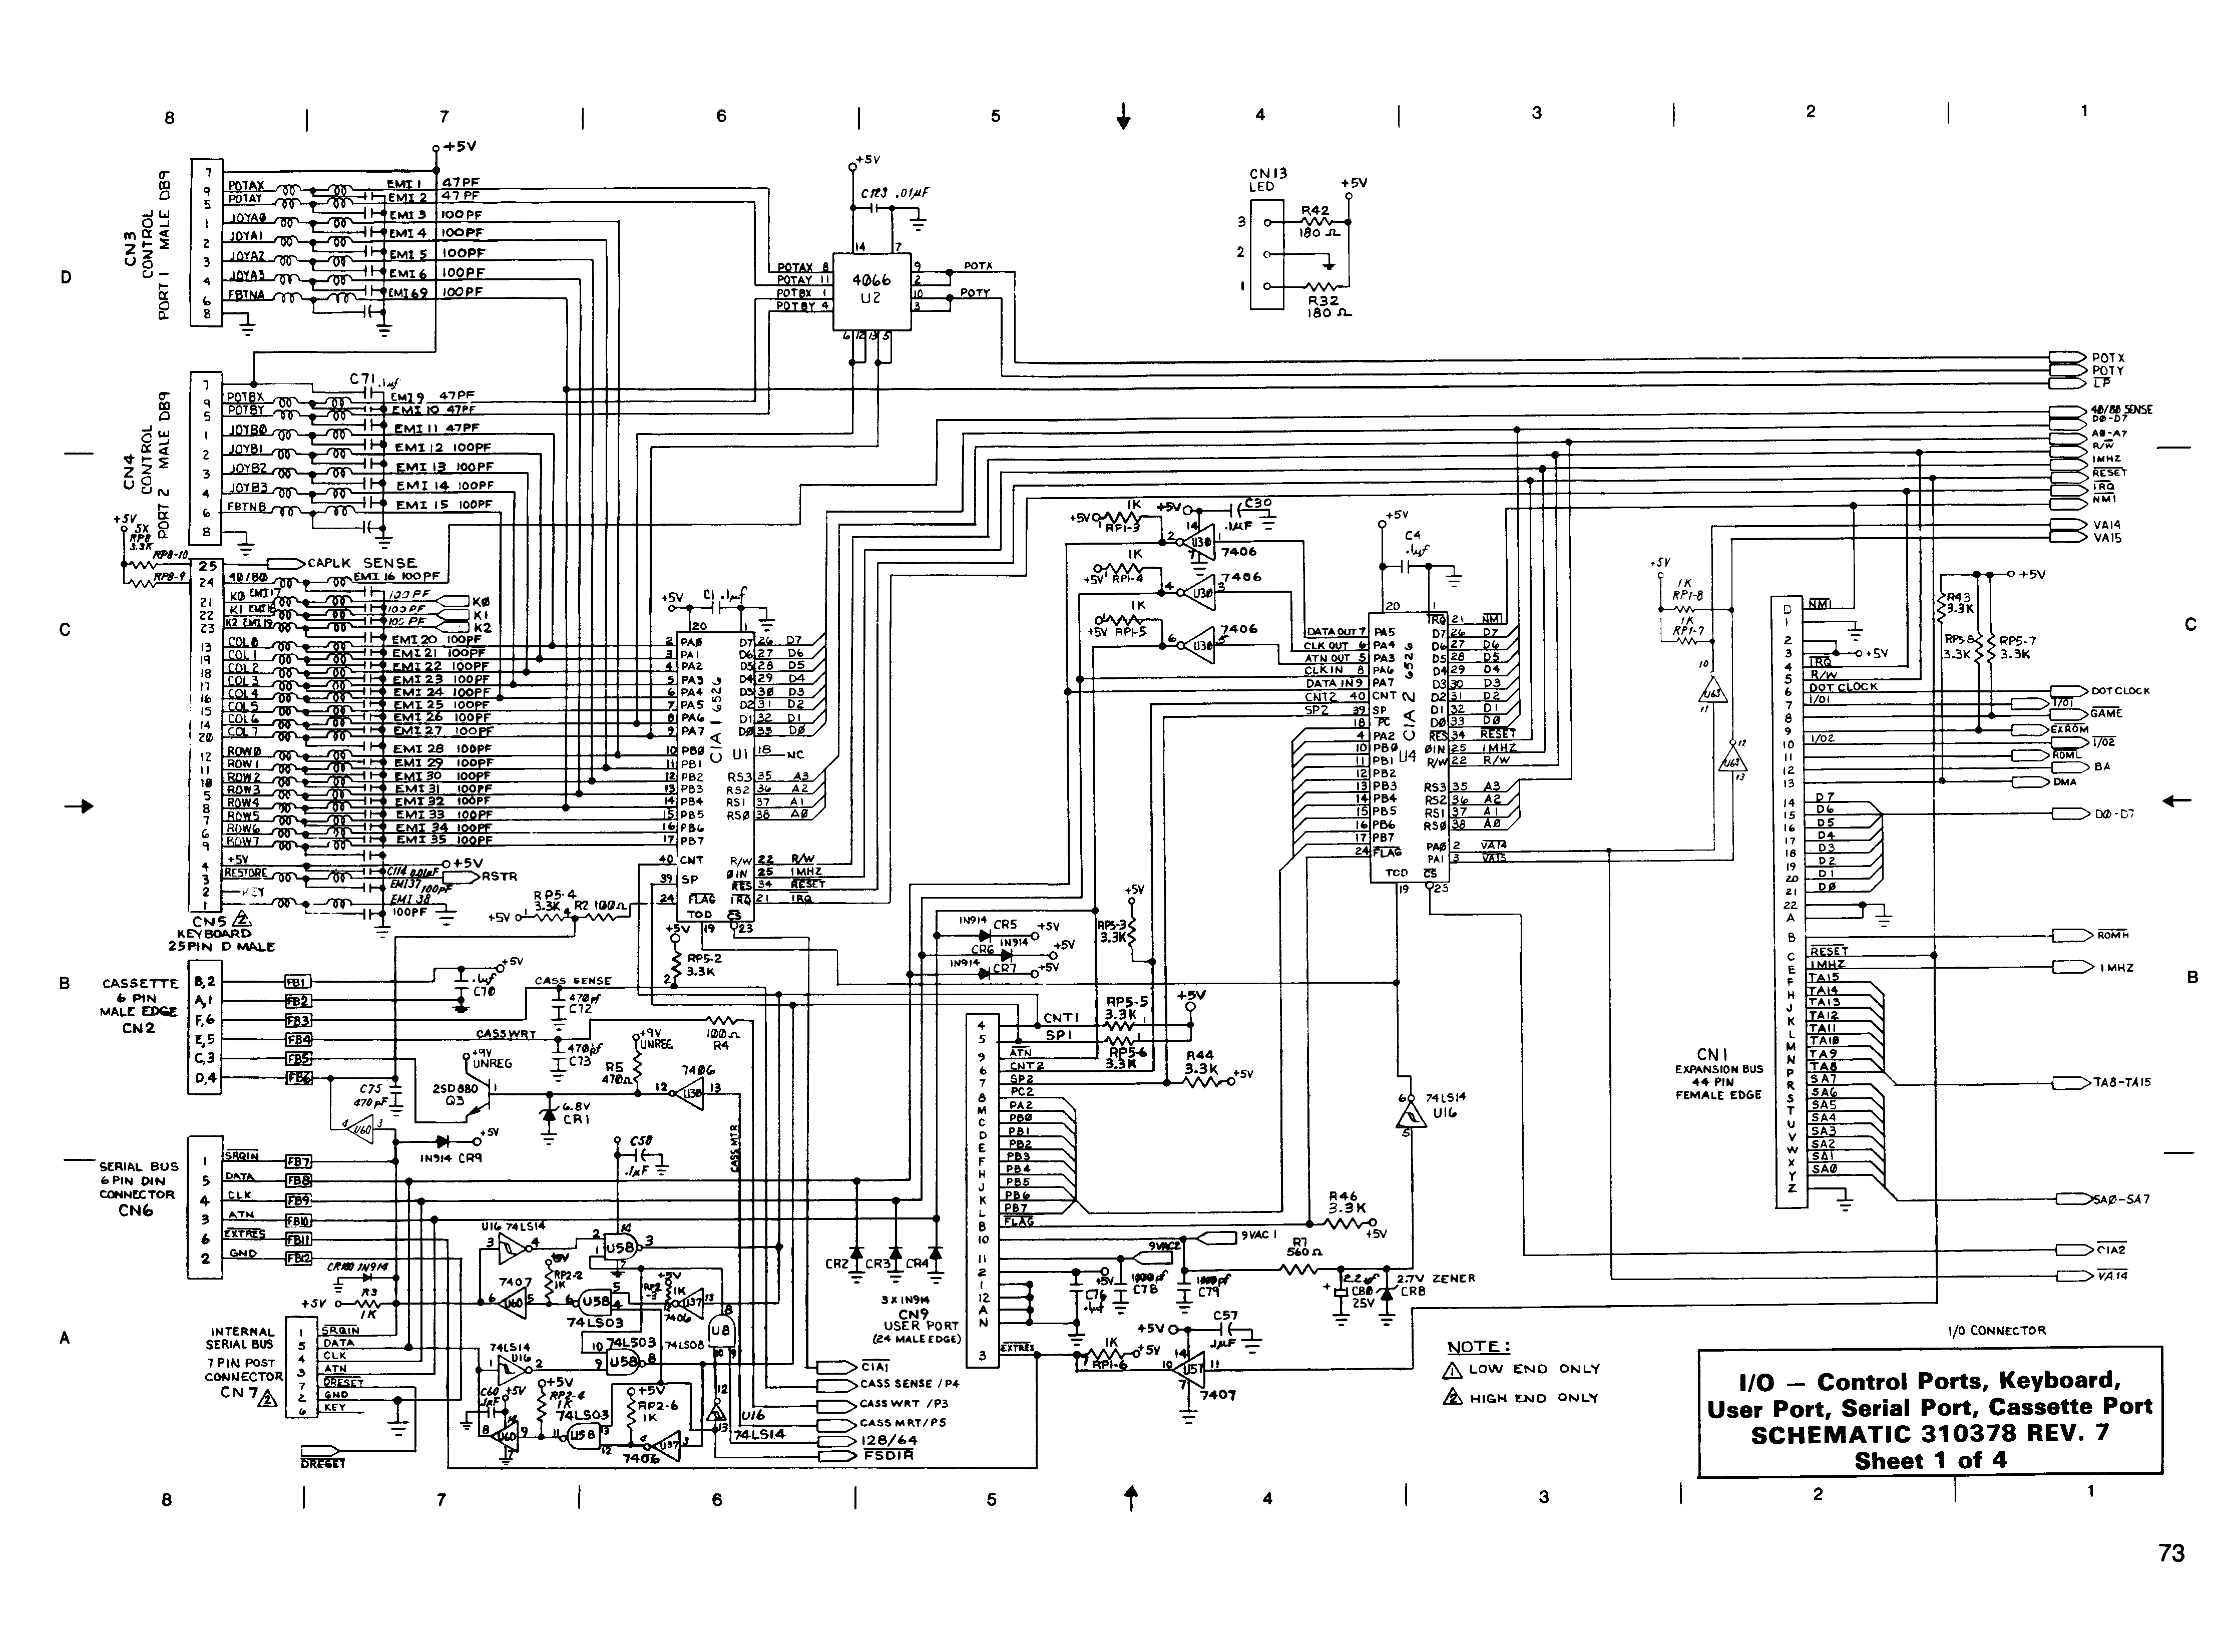 8 7 6 5 4 3 2 1
D
C
B
A
CN3
CONTROL
PORT 1 MALE DB9
7
9 POTAX EMI 1 47PF
5 POTAY EMI 2 47PF
1 JOYA0 EMI 3 100PF
2 JOYA1 EMI 4 100PF
3 JOYA2 EMI 5 100PF
4 JOYA3 EMI 6 100PF
6 FBTNA EMI69 100PF
8
+5V
CN4
CONTROL
PORT 2 MALE DB9
7 C71 .1µf
9 POTBX EMI 9 47PF
5 POTBY EMI 10 47PF
1 JOYB0 EMI 11 47PF
2 JOYB1 EMI 12 100PF
3 JOYB2 EMI 13 100PF
4 JOYB3 EMI 14 100PF
6 FBTNB EMI 15 100PF
8
+5V
5X
RP8
3.3K
RP8-10
RP8-9
25 CAPLK SENSE
24 40/80 EMI 16 100PF
21 K0 EMI17 100PF K0
22 K1 EMI18 100PF K1
23 K2 EMI19 100PF K2
13 COL0 EMI 20 100PF
19 COL1 EMI 21 100PF
18 COL2 EMI 22 100PF
17 COL3 EMI 23 100PF
16 COL4 EMI 24 100PF
15 COL5 EMI 25 100PF
14 COL6 EMI 26 100PF
20 COL7 EMI 27 100PF
12 ROW0 EMI 28 100PF
11 ROW1 EMI 29 100PF
10 ROW2 EMI 30 100PF
5 ROW3 EMI 31 100PF
8 ROW4 EMI 32 100PF
7 ROW5 EMI 33 100PF
6 ROW6 EMI 34 100PF
9 ROW7 EMI 35 100PF
4 +5V +5V
3 RESTORE C114 0.01µF RSTR
2 KEY EMI37 100PF
1 EMI 38 100PF
CN5 2
KEYBOARD
25PIN D MALE
+5V
C123 .01µF
14 7
POTAX 8
POTAY 11
POTBX 1
POTBY 4
4066
U2
9 POTX
2
10 POTY
3
6 12 13 5
CN13
LED
+5V
3 R42 180 Ω
2
1 R32 180 Ω
POTX
POTY
LP
40/80 SENSE
D0-D7
A0-A7
R/W
1MHZ
RESET
IRQ
NMI
VA14
VA15
+5V C1 .1µf
20 1
CIA 1 6526
U1
2 PA0 D7 26 D7
3 PA1 D6 27 D6
4 PA2 D5 28 D5
5 PA3 D4 29 D4
6 PA4 D3 30 D3
7 PA5 D2 31 D2
8 PA6 D1 32 D1
9 PA7 D0 33 D0
10 PB0 18 NC
11 PB1
12 PB2 RS3 35 A3
13 PB3 RS2 36 A2
14 PB4 RS1 37 A1
15 PB5 RS0 38 A0
16 PB6
17 PB7
40 CNT R/W 22 R/W
39 SP ØIN 25 1MHZ
RES 34 RESET
24 FLAG IRQ 21 IRQ
TOD CS
19 23
RP5-4
+5V 3.3K 4 R2 100Ω
+5V
RP5-2
3.3K
2
1K
+5V 1 RP1-3
+5V C30 .1µF
14 2 U30 1 7 7406
1K
+5V RP1-4
4 U30 3 7406
1K
+5V RP1-5
6 U30 5 7406
+5V
C4
.1µf
20 1
CIA 2 6526
U4
DATA OUT 7 PA5
CLK OUT 6 PA4
ATN OUT 5 PA3
CLK IN 8 PA6
DATA IN 9 PA7
CNT2 40 CNT
SP2 39 SP
18 PC
4 PA2
10 PB0
11 PB1
12 PB2
13 PB3
14 PB4
15 PB5
16 PB6
17 PB7
24 FLAG
IRQ 21 NMI
D7 26 D7
D6 27 D6
D5 28 D5
D4 29 D4
D3 30 D3
D2 31 D2
D1 32 D1
D0 33 D0
RES 34 RESET
ØIN 25 1MHZ
R/W 22 R/W
RS3 35 A3
RS2 36 A2
RS1 37 A1
RS0 38 A0
PA0 2 VA14
PA1 3 VA15
TOD CS
19 23
+5V
1K
RP1-8
1K
RP1-7
10 U63 11
12 U63 13
+5V
R43
3.3K
RP5-8
3.3K
RP5-7
3.3K
D NMI
1
2
3 +5V
4 IRQ
5 R/W
6 DOT CLOCK DOT CLOCK
7 I/O1 I/O1
8 GAME
9 EXROM
10 I/O2 I/O2
11 ROML
12 BA
13 DMA
14 D7
15 D6 D0-D7
16 D5
17 D4
18 D3
19 D2
20 D1
21 D0
22
A
B ROMH
C RESET
E 1MHZ 1MHZ
F TA15
H TA14
J TA13
K TA12
L TA11
M TA10
N TA9
P TA8 TA8-TA15
R SA7
S SA6
T SA5
U SA4
V SA3
W SA2
X SA1
Y SA0 SA0-SA7
Z
CN1
EXPANSION BUS
44 PIN
FEMALE EDGE
CASSETTE
6 PIN
MALE EDGE
CN2
B,2 FB1
A,1 FB2
F,6 FB3
E,5 FB4
C,3 FB5
D,4 FB6
+5V
.1µf
C70
CASS SENSE
470pf
C72
CASSWRT
470pf
C73
100Ω
R4
+9V
UNREG
2SD880
Q3
6.8V
CR1
+9V
UNREG
R5
470Ω
7406
12 U30 13
C75
470pF
4 U60 3
+5V
1N914 CR9
CASS MTR
SERIAL BUS
6 PIN DIN
CONNECTOR
CN6
1 SRQIN FB7
5 DATA FB8
4 CLK FB9
3 ATN FB10
6 EXTRES FB11
2 GND FB12
1N914 CR5 +5V
CR6 1N914 +5V
1N914 CR7 +5V
+5V
RP5-3
3.3K
C58
.1µF
U16 74LS14
3 4
2 14
1 U58 3
7
RP2-2
1K
7407
6 U60 5
6 U58 5
4
74LS03
RP2
-3
1K
+5V
U37 13
7406
8
U8
74LS08
10 9
+5V R3
1K
CR2 CR3 CR4
3 X 1N914
INTERNAL
SERIAL BUS
7 PIN POST
CONNECTOR
CN7 2
1 SRQIN
5 DATA
4 CLK
3 ATN
7 DRESET
2 GND
6 KEY
DRESET
74LS14
U16
1 2
74LS03
10
9 U58 8
C60
.1µF
+5V
+5V
RP2-4
1K
74LS03
+5V
RP2-6
1K
8 U60 9
7
11 U58 13
12
4 U37 3
7406
12
13
U16
74LS14
CIA1
CASS SENSE /P4
CASS WRT /P3
CASS MRT/P5
128/64
FSDIR
CN9
USER PORT
(24 MALE EDGE)
4 CNT1
5 SP1
9 ATN
6 CNT2
7 SP2
8 PC2
M PA2
C PB0
D PB1
E PB2
F PB3
H PB4
J PB5
K PB6
L PB7
B FLAG
10 9VAC 1
11 9VAC2
2
1
12
A
N
3 EXTRES
RP5-5
3.3K
+5V
RP5-6
3.3K
R44
3.3K
+5V
R46
3.3K
+5V
R7
560Ω
+5V
C76
.1µf
C78
C79
2.2µf
C80
25V
2.7V ZENER
CR8
6 74LS14
U16
5
+5V C57
.1µF
1K
+5V
RP1-6
14
10 U57 11
7 7407
CIA2
VA14
NOTE:
1 LOW END ONLY
2 HIGH END ONLY
I/O CONNECTOR
I/O — Control Ports, Keyboard,
User Port, Serial Port, Cassette Port
SCHEMATIC 310378 REV. 7
Sheet 1 of 4
8 7 6 5 4 3 2 1
73